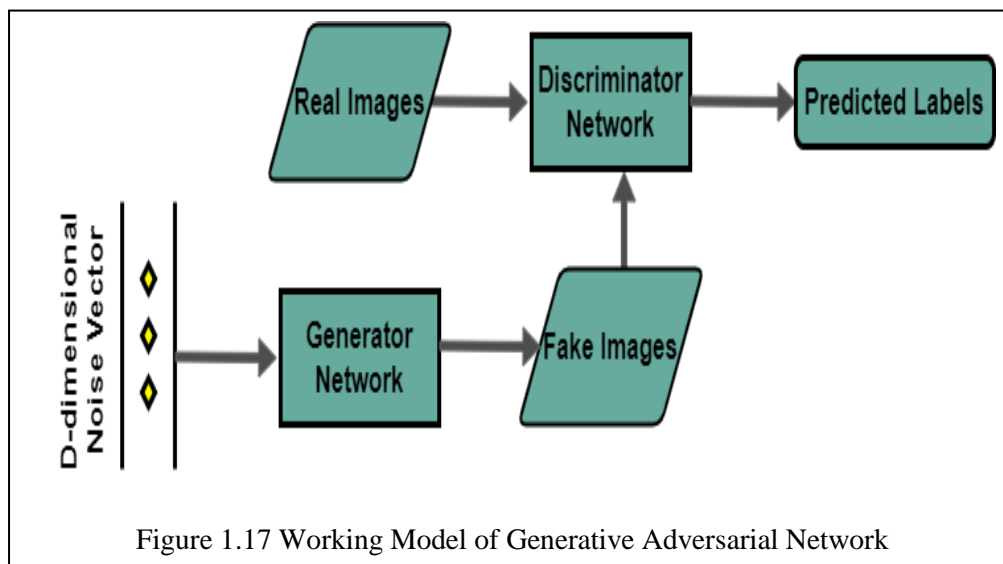 Real Images
Discriminator
Network
Predicted Labels
D-dimensional
Noise Vector
Generator
Network
Fake Images
Figure 1.17 Working Model of Generative Adversarial Network